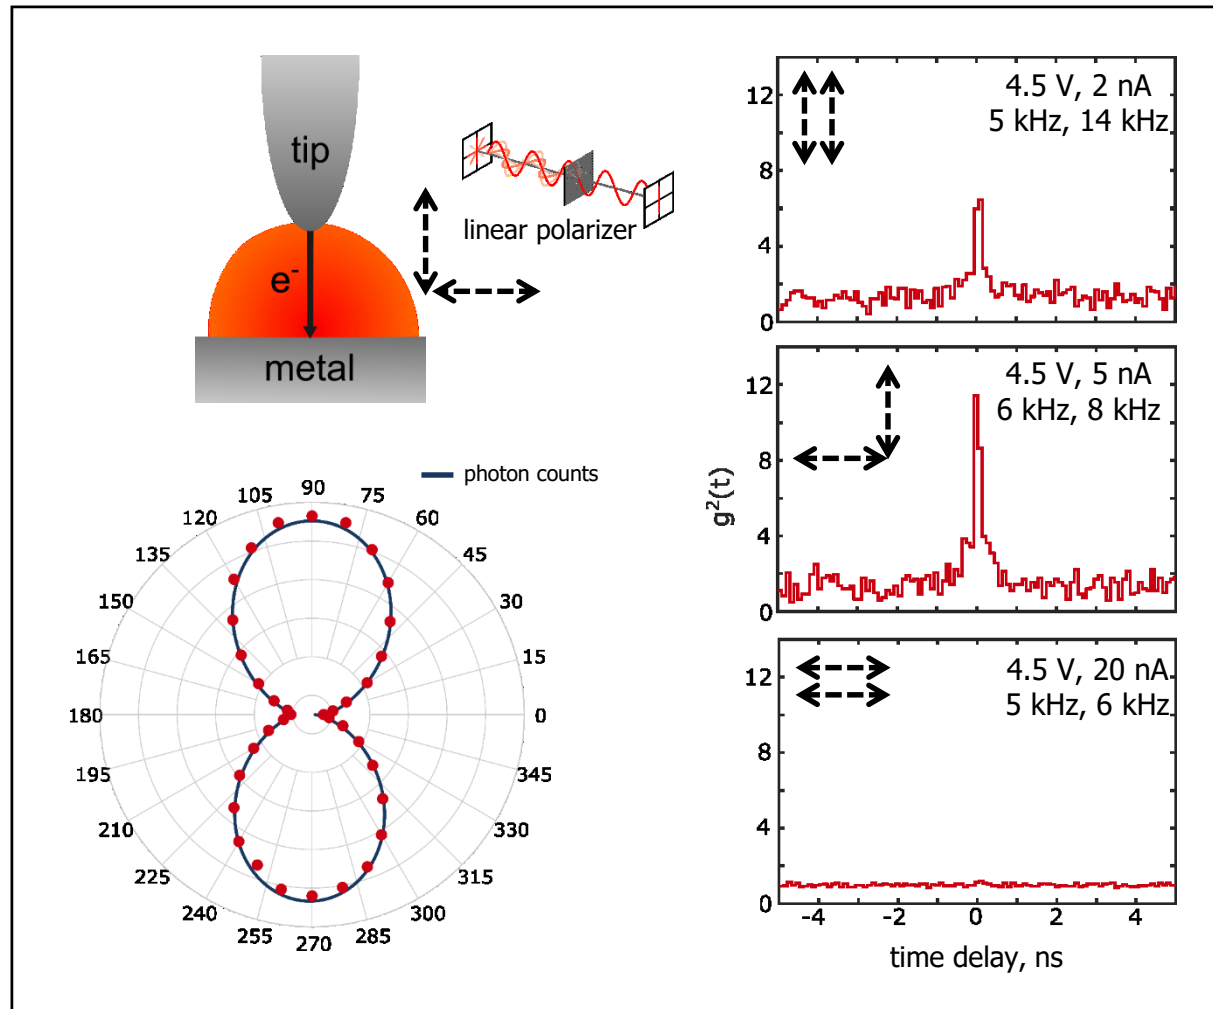 tip
e-
metal
linear polarizer
photon counts
90
75
60
45
30
15
0
345
330
315
300
285
270
255
240
225
210
195
180
165
150
135
120
105
g²(t)
12
8
4
0
4.5 V, 2 nA
5 kHz, 14 kHz
12
8
4
0
4.5 V, 5 nA
6 kHz, 8 kHz
12
8
4
0
4.5 V, 20 nA
5 kHz, 6 kHz
-4 -2 0 2 4
time delay, ns